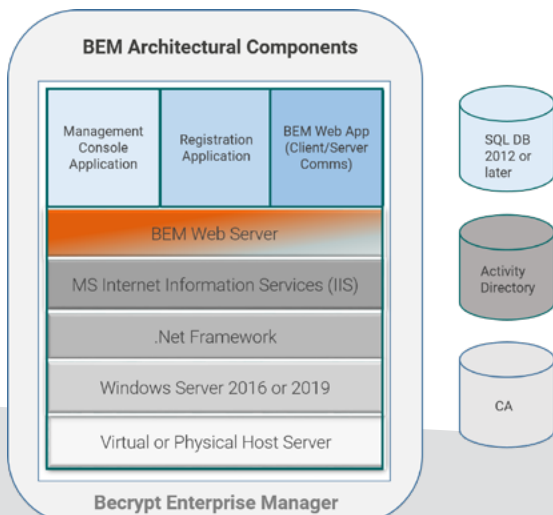 BEM Architectural Components
Management
Console
Application
Registration
Application
BEM Web App
(Client/Server
Comms)
BEM Web Server
MS Internet Information Services (IIS)
.Net Framework
Windows Server 2016 or 2019
Virtual or Physical Host Server
Becrypt Enterprise Manager
SQL DB
2012 or
later
Activity
Directory
CA